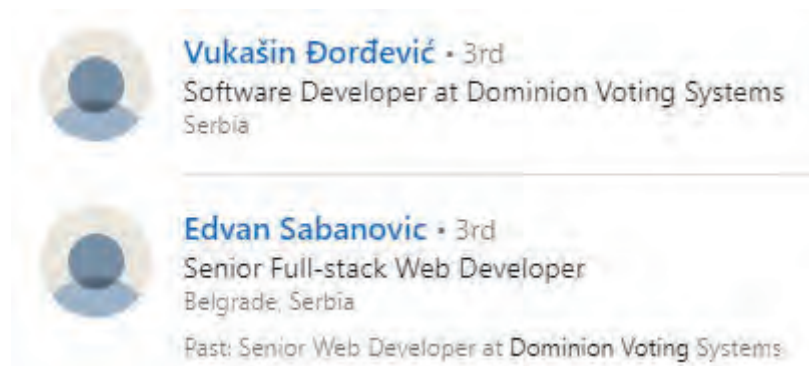 Vukašin Đorđević • 3rd
Software Developer at Dominion Voting Systems
Serbia
Edvan Sabanovic • 3rd
Senior Full-stack Web Developer
Belgrade, Serbia
Past: Senior Web Developer at Dominion Voting Systems